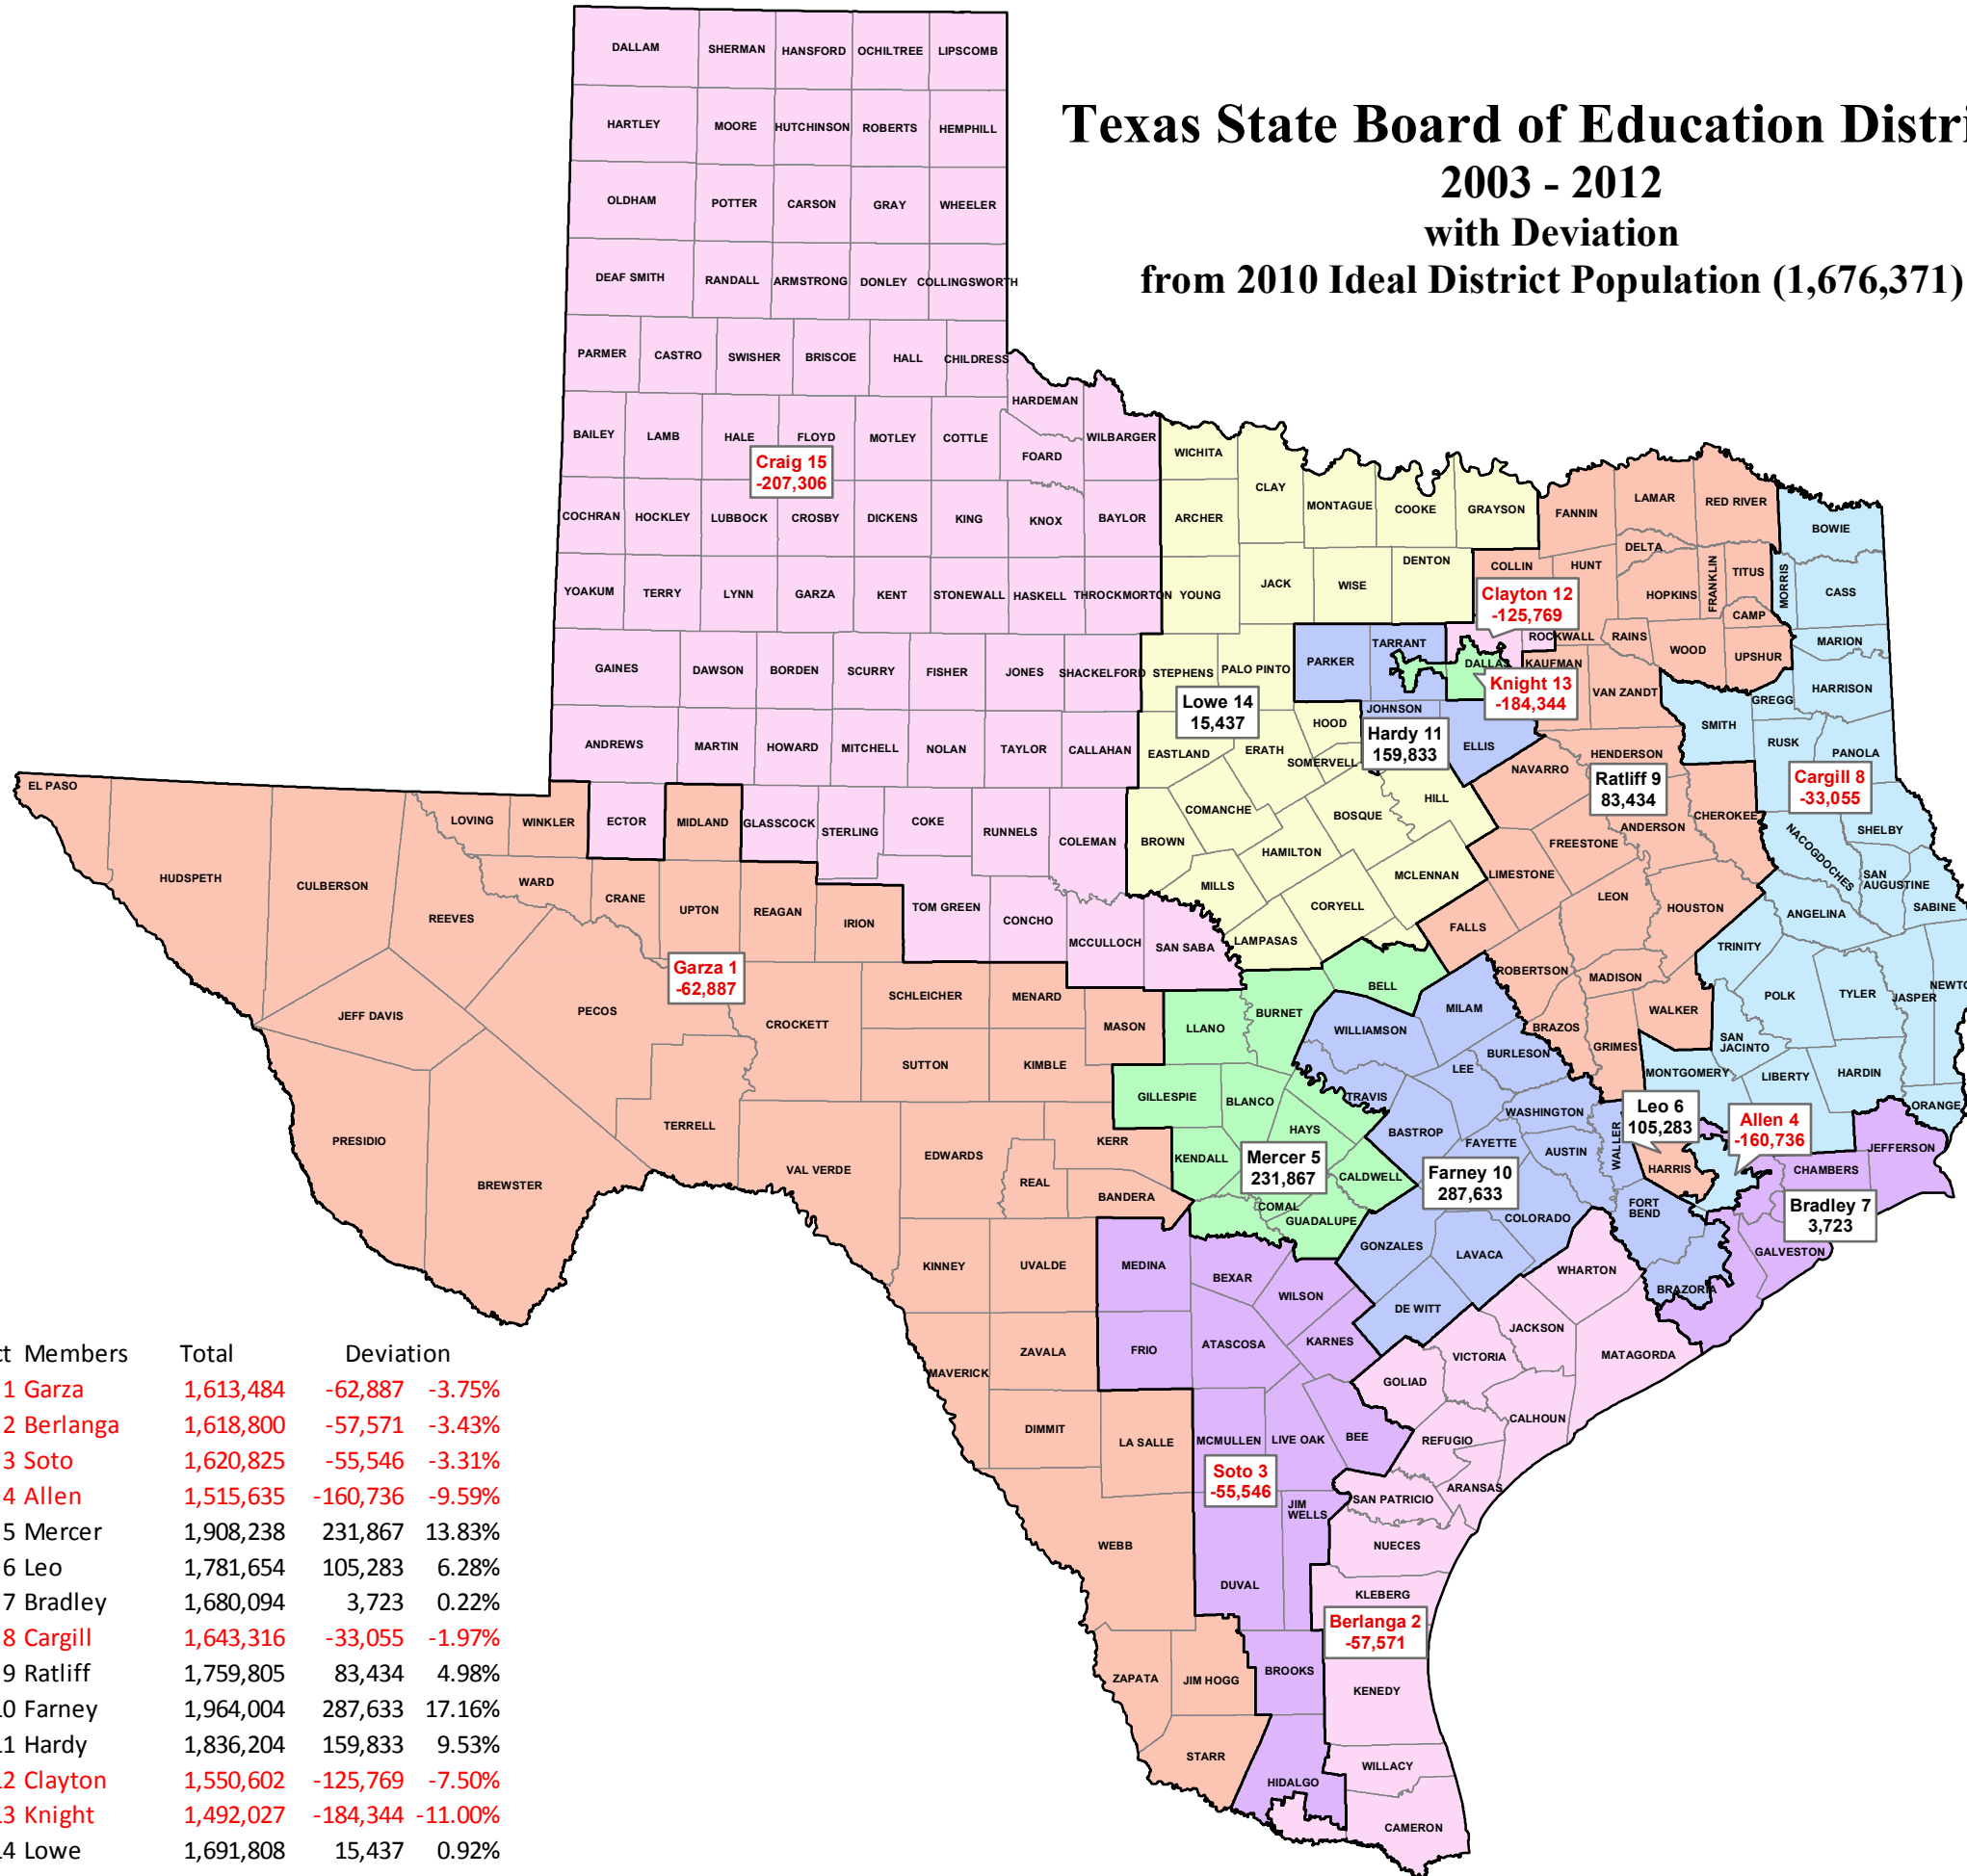 Texas State Board of Education Distri
2003 - 2012
with Deviation
from 2010 Ideal District Population (1,676,371)
DALLAM SHERMAN HANSFORD OCHILTREE LIPSCOMB
HARTLEY MOORE HUTCHINSON ROBERTS HEMPHILL
OLDHAM POTTER CARSON GRAY WHEELER
DEAF SMITH RANDALL ARMSTRONG DONLEY COLLINGSWORTH
PARMER CASTRO SWISHER BRISCOE HALL CHILDRESS
HARDEMAN
BAILEY LAMB HALE FLOYD MOTLEY COTTLE FOARD WILBARGER
Craig 15
-207,306
COCHRAN HOCKLEY LUBBOCK CROSBY DICKENS KING KNOX BAYLOR
YOAKUM TERRY LYNN GARZA KENT STONEWALL HASKELL THROCKMORTON
GAINES DAWSON BORDEN SCURRY FISHER JONES SHACKELFORD
ANDREWS MARTIN HOWARD MITCHELL NOLAN TAYLOR CALLAHAN
ECTOR GLASSCOCK STERLING COKE RUNNELS COLEMAN
TOM GREEN CONCHO MCCULLOCH SAN SABA
WICHITA CLAY MONTAGUE COOKE GRAYSON
ARCHER
YOUNG JACK WISE DENTON
STEPHENS PALO PINTO
Lowe 14
15,437
EASTLAND ERATH HOOD SOMERVELL
COMANCHE BOSQUE HILL
BROWN HAMILTON
MILLS CORYELL MCLENNAN
LAMPASAS
FANNIN LAMAR RED RIVER
COLLIN HUNT DELTA HOPKINS FRANKLIN TITUS
CAMP
ROCKWALL RAINS WOOD UPSHUR
KAUFMAN VAN ZANDT
HENDERSON
NAVARRO
Ratliff 9
83,434
ANDERSON CHEROKEE
FREESTONE
LIMESTONE LEON HOUSTON
FALLS
ROBERTSON MADISON
WALKER
BRAZOS GRIMES
Clayton 12
-125,769
PARKER TARRANT DALLAS
Knight 13
-184,344
JOHNSON ELLIS
Hardy 11
159,833
BOWIE
MORRIS CASS
MARION
HARRISON
GREGG
SMITH
RUSK PANOLA
Cargill 8
-33,055
SHELBY
NACOGDOCHES
SAN
AUGUSTINE
SABINE
ANGELINA
TRINITY
POLK TYLER JASPER NEWTO
SAN
JACINTO
MONTGOMERY LIBERTY HARDIN
ORANGE
Leo 6
105,283
HARRIS
Allen 4
-160,736
JEFFERSON
CHAMBERS
Bradley 7
3,723
GALVESTON
BRAZORIA
EL PASO HUDSPETH CULBERSON REEVES LOVING WINKLER MIDLAND
WARD CRANE UPTON REAGAN IRION
Garza 1
-62,887
JEFF DAVIS PECOS CROCKETT SCHLEICHER MENARD MASON
SUTTON KIMBLE
PRESIDIO BREWSTER TERRELL VAL VERDE EDWARDS KERR
REAL BANDERA
KINNEY UVALDE
MAVERICK ZAVALA
DIMMIT LA SALLE
WEBB
ZAPATA JIM HOGG
STARR
BELL
LLANO BURNET
GILLESPIE BLANCO
HAYS
KENDALL
Mercer 5
231,867
CALDWELL
COMAL
GUADALUPE
WILLIAMSON MILAM
TRAVIS LEE BURLESON
BASTROP WASHINGTON
FAYETTE AUSTIN WALLER
Farney 10
287,633
FORT
BEND
COLORADO
GONZALES LAVACA
DE WITT
MEDINA BEXAR WILSON
FRIO ATASCOSA KARNES
MCMULLEN LIVE OAK BEE
Soto 3
-55,546
JIM
WELLS
DUVAL
BROOKS
HIDALGO
WHARTON
JACKSON
VICTORIA MATAGORDA
GOLIAD
CALHOUN
REFUGIO
ARANSAS
SAN PATRICIO
NUECES
KLEBERG
Berlanga 2
-57,571
KENEDY
WILLACY
CAMERON
ct Members Total Deviation
1 Garza 1,613,484 -62,887 -3.75%
2 Berlanga 1,618,800 -57,571 -3.43%
3 Soto 1,620,825 -55,546 -3.31%
4 Allen 1,515,635 -160,736 -9.59%
5 Mercer 1,908,238 231,867 13.83%
6 Leo 1,781,654 105,283 6.28%
7 Bradley 1,680,094 3,723 0.22%
8 Cargill 1,643,316 -33,055 -1.97%
9 Ratliff 1,759,805 83,434 4.98%
0 Farney 1,964,004 287,633 17.16%
1 Hardy 1,836,204 159,833 9.53%
2 Clayton 1,550,602 -125,769 -7.50%
3 Knight 1,492,027 -184,344 -11.00%
4 Lowe 1,691,808 15,437 0.92%